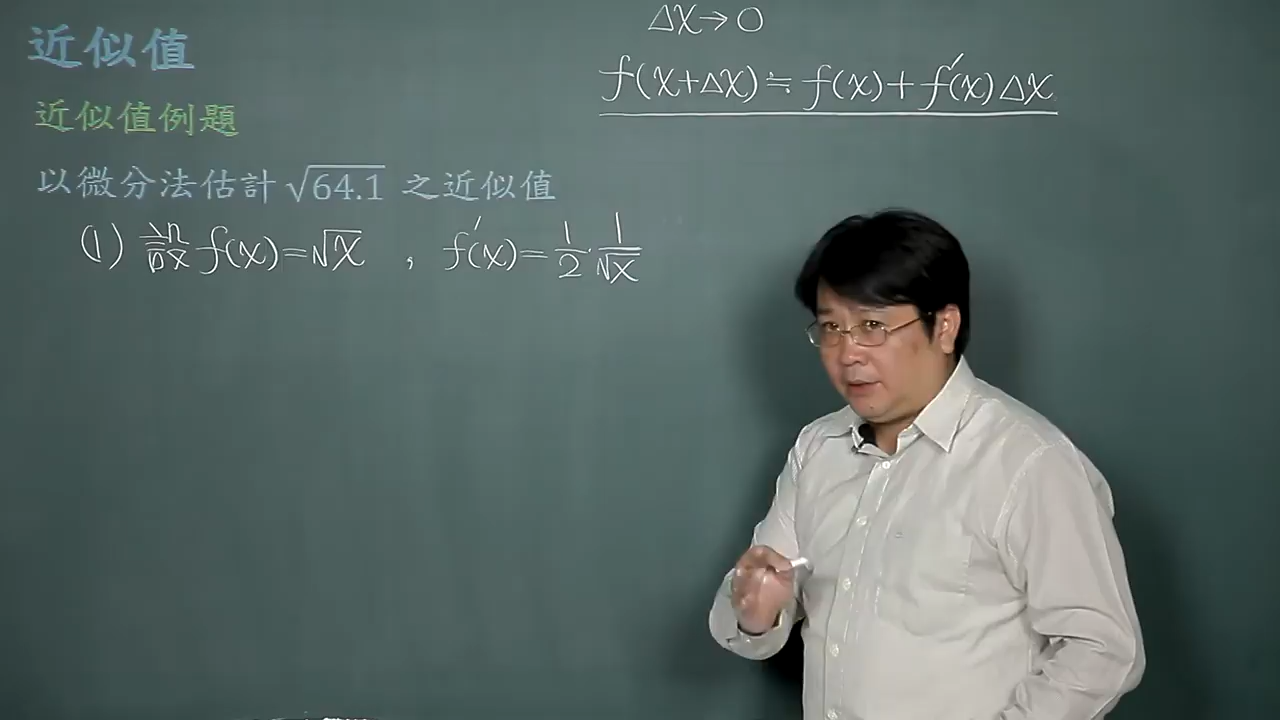 近似值
近似值例題
以微分法估計 √64.1 之近似值
(1) 設 f(x)=√x , f'(x)=1/2·1/√x
Δx→0
f(x+Δx)≒f(x)+f'(x)Δx